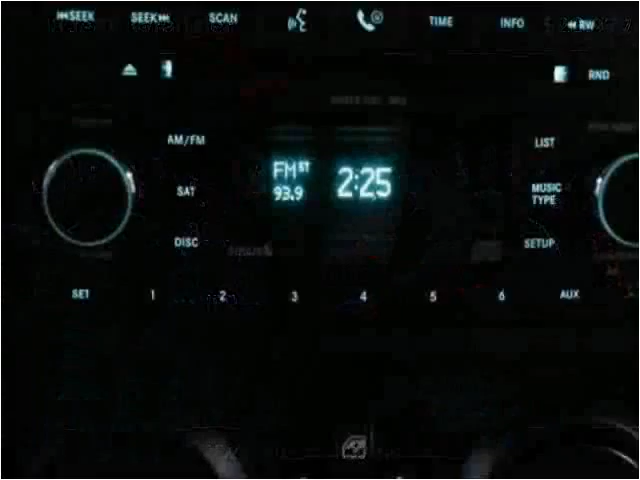 SEEK SEEK SCAN TIME INFO RW
RND
AM/FM LIST
FM ST 2:25
93.9
SAT MUSIC TYPE
DISC SETUP
SET 1 2 3 4 5 6 AUX